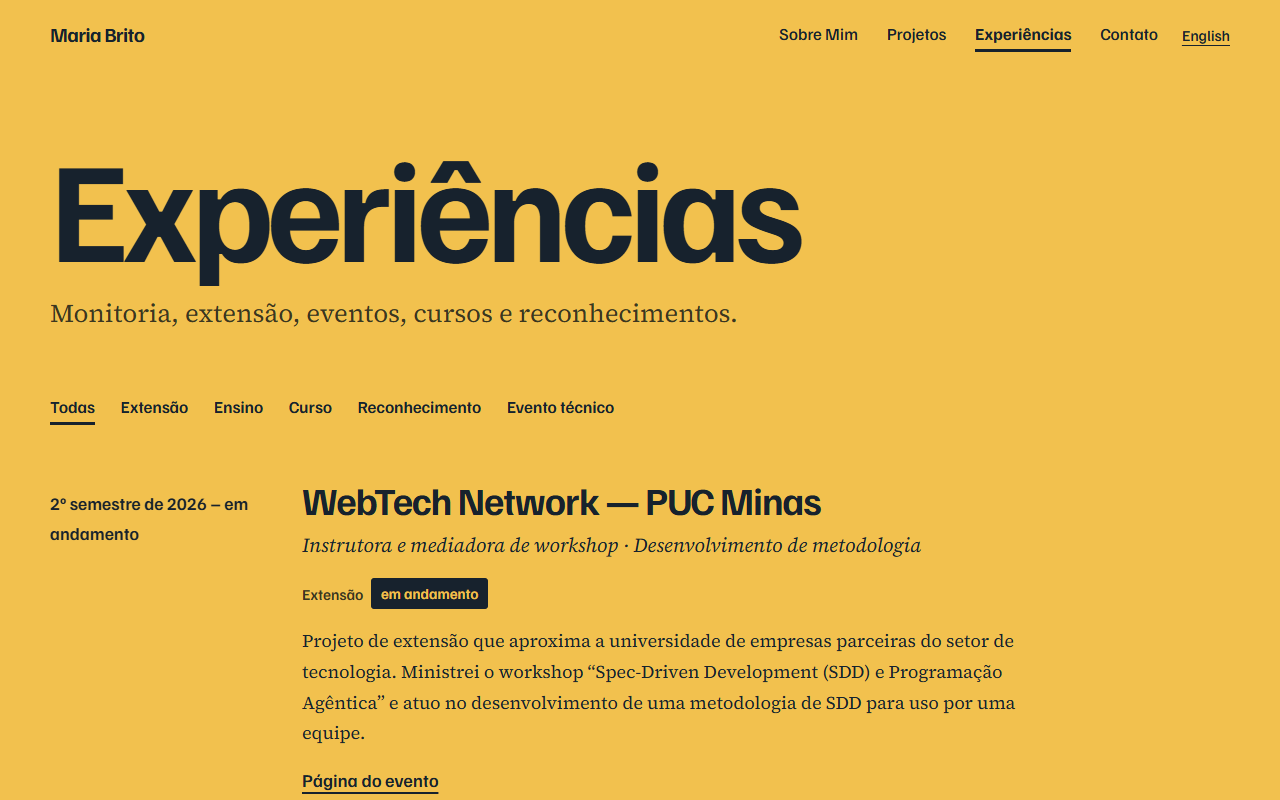 Maria Brito
Sobre Mim Projetos Experiências Contato English
Experiências
Monitoria, extensão, eventos, cursos e reconhecimentos.
Todas Extensão Ensino Curso Reconhecimento Evento técnico
2º semestre de 2026 – em
andamento
WebTech Network — PUC Minas
Instrutora e mediadora de workshop · Desenvolvimento de metodologia
Extensão em andamento
Projeto de extensão que aproxima a universidade de empresas parceiras do setor de
tecnologia. Ministrei o workshop “Spec-Driven Development (SDD) e Programação
Agêntica” e atuo no desenvolvimento de uma metodologia de SDD para uso por uma
equipe.
Página do evento